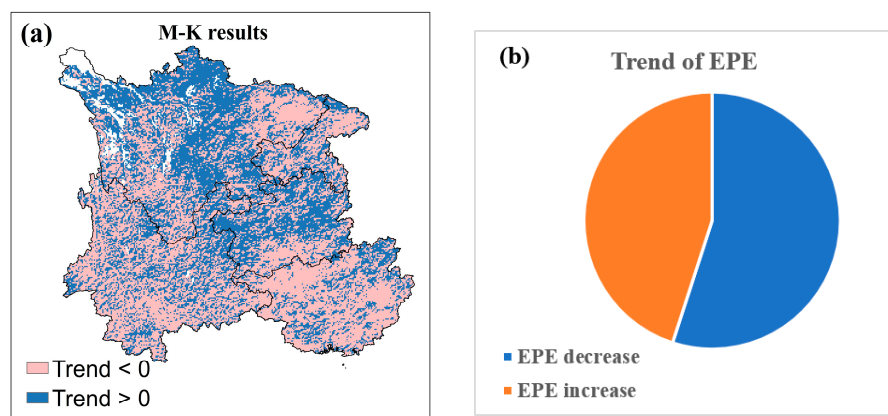 (a)
M-K results
Trend < 0
Trend > 0
(b)
Trend of EPE
EPE decrease
EPE increase